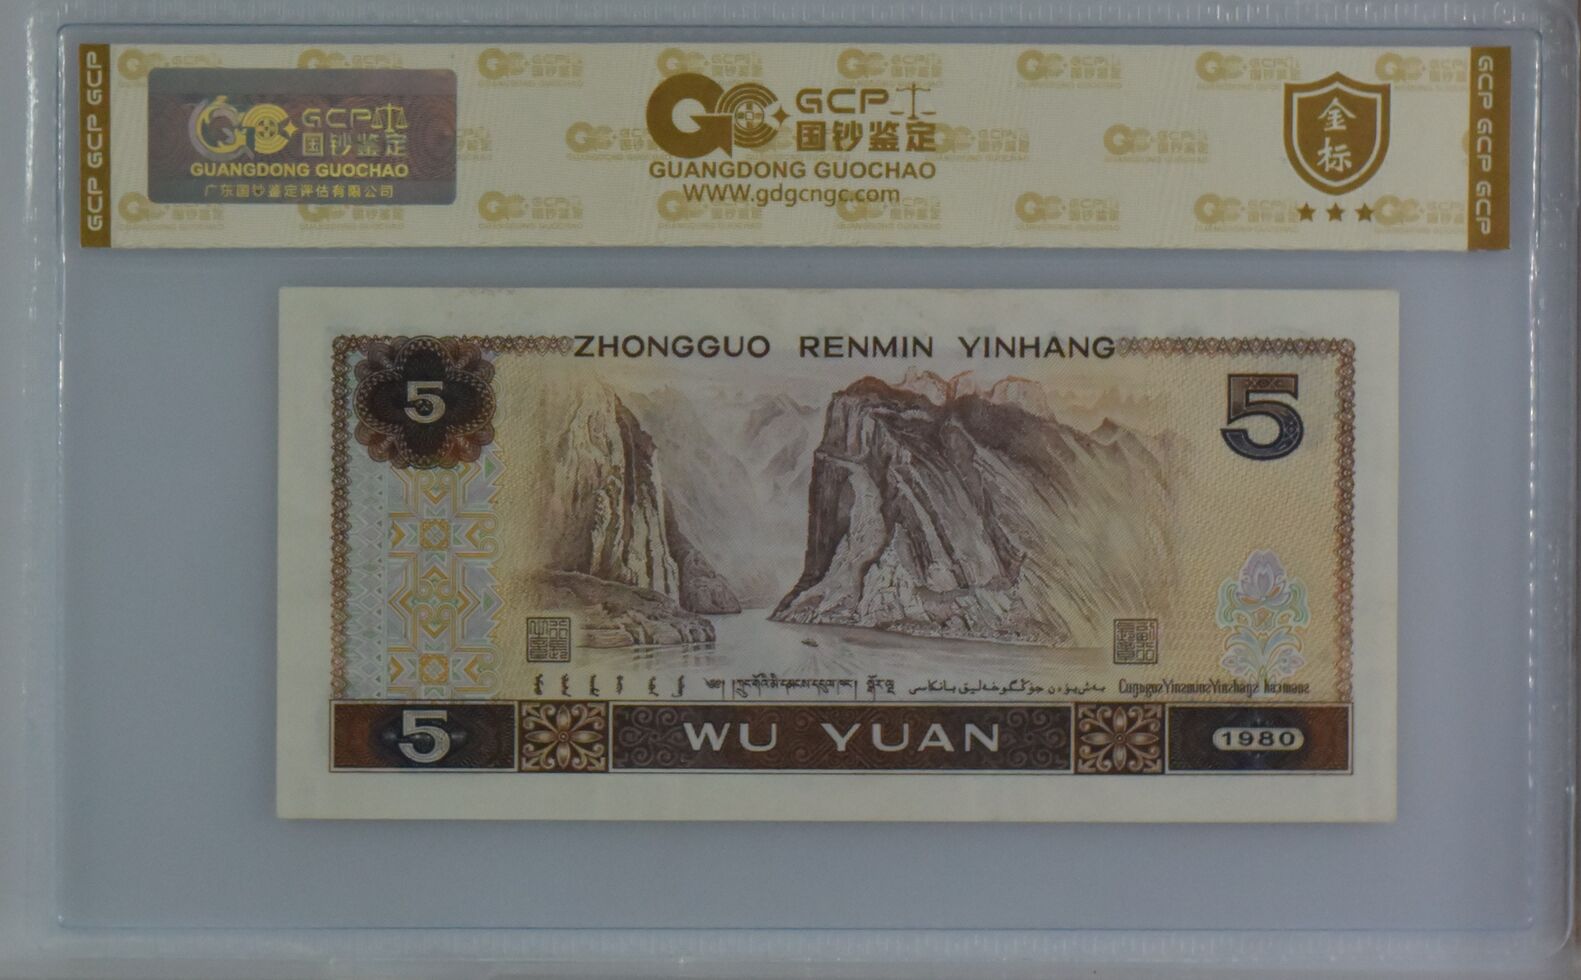 GCP GCP GCP
GCP
国钞鉴定
GUANGDONG GUOCHAO
广东国钞鉴定评估有限公司
GCP
国钞鉴定
GUANGDONG GUOCHAO
WWW.gdgcngc.com
金
标
GCP GCP GCP
ZHONGGUO RENMIN YINHANG
5
5
5
WU YUAN
1980